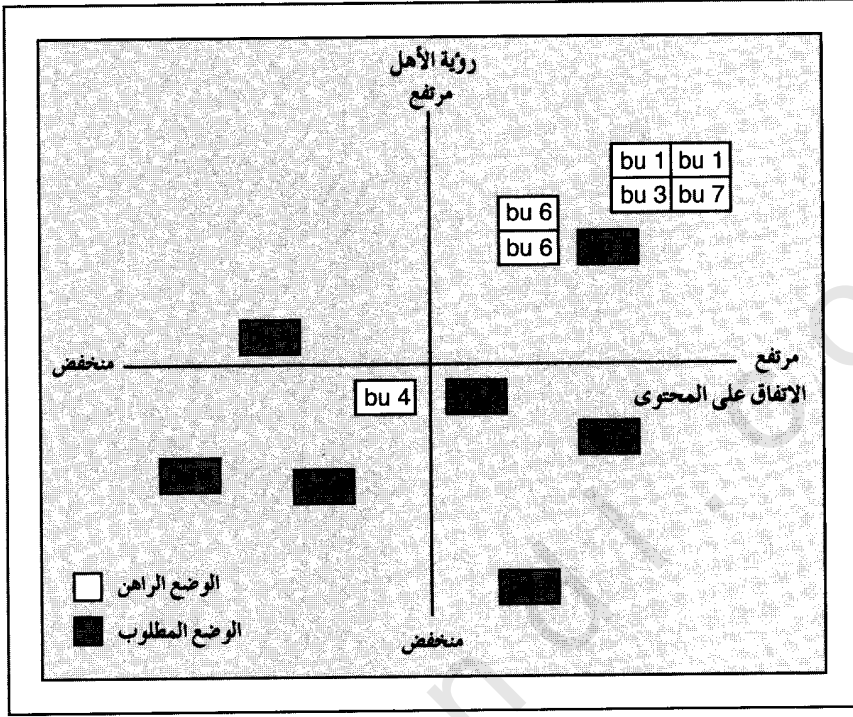 رؤية الأهل
مرتفع
bu 1 bu 1
bu 3 bu 7
bu 6
bu 6
مرتفع
منخفض
الاتفاق على المحتوى
bu 4
الوضع الراهن
الوضع المطلوب
منخفض